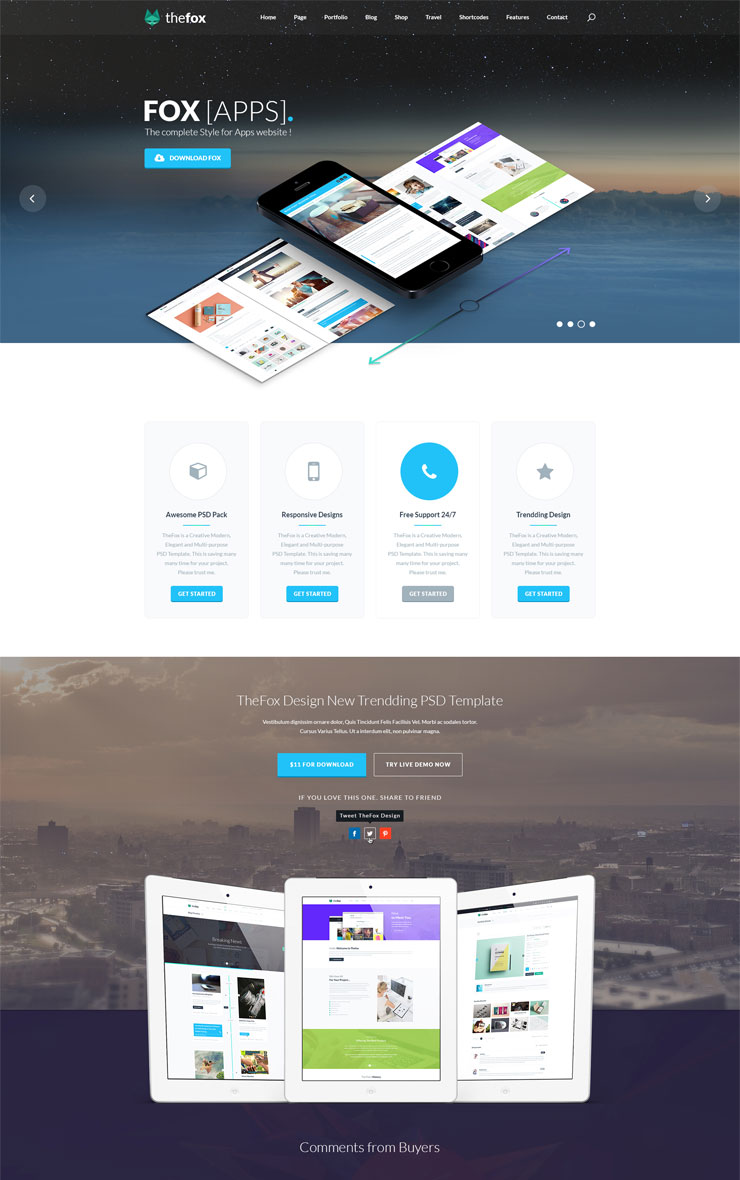 thefox
Home Page Portfolio Blog Shop Travel Shortcodes Features Contact
FOX [APPS].
The complete Style for Apps website !
DOWNLOAD FOX
Awesome PSD Pack
TheFox is a Creative Modern,
Elegant and Multi-purpose
PSD Template. This is saving many
many time for your project.
Please trust me.
GET STARTED
Responsive Designs
TheFox is a Creative Modern,
Elegant and Multi-purpose
PSD Template. This is saving many
many time for your project.
Please trust me.
GET STARTED
Free Support 24/7
TheFox is a Creative Modern,
Elegant and Multi-purpose
PSD Template. This is saving many
many time for your project.
Please trust me.
GET STARTED
Trendding Design
TheFox is a Creative Modern,
Elegant and Multi-purpose
PSD Template. This is saving many
many time for your project.
Please trust me.
GET STARTED
TheFox Design New Trendding PSD Template
Vestibulum dignissim ornare dolor, Quis Tincidunt Felis Facilisis Vel. Morbi ac sodales tortor.
Cursus Varius Tellus. Ut a interdum elit, non pulvinar magna.
$11 FOR DOWNLOAD
TRY LIVE DEMO NOW
IF YOU LOVE THIS ONE. SHARE TO FRIEND
Tweet TheFox Design
Breaking News
Comments from Buyers